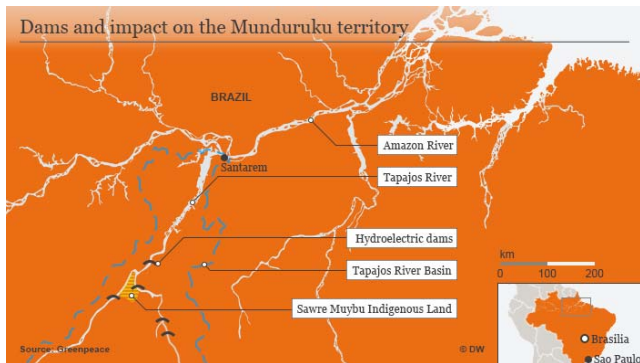 Dams and impact on the Munduruku territory
BRAZIL
Amazon River
Santarem
Tapajos River
Hydroelectric dams
km
Tapajos River Basin
0 100 200
Sawre Muybu Indigenous Land
Brasilia
Source: Greenpeace
© DW
Sao Paulo